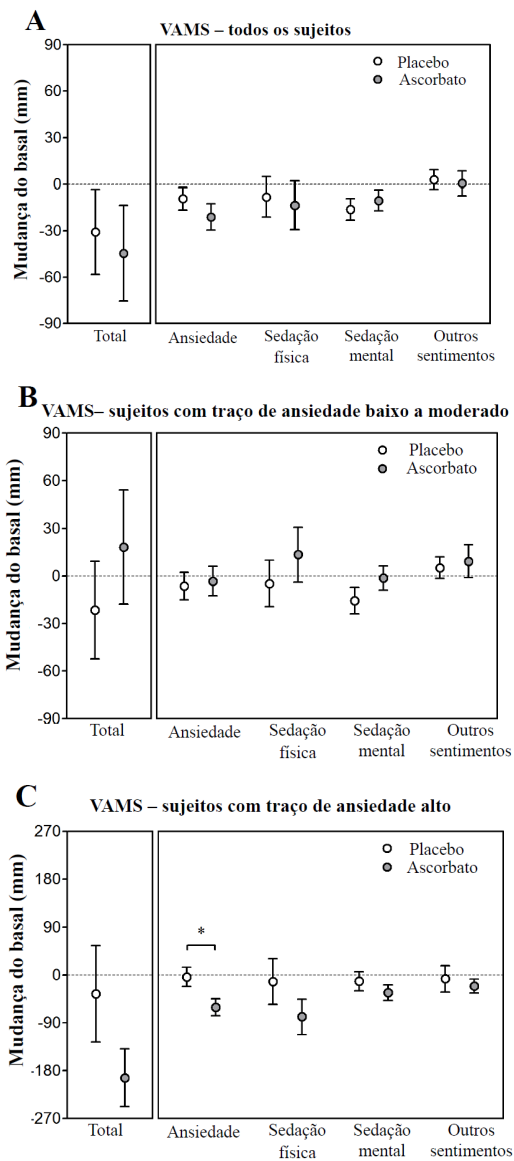 A
VAMS – todos os sujeitos
Mudança do basal (mm)
90
60
30
0
-30
-60
-90
Placebo
Ascorbato
Total
Ansiedade
Sedação
física
Sedação
mental
Outros
sentimentos
B
VAMS– sujeitos com traço de ansiedade baixo a moderado
Mudança do basal (mm)
90
60
30
0
-30
-60
-90
Placebo
Ascorbato
Total
Ansiedade
Sedação
física
Sedação
mental
Outros
sentimentos
C
VAMS – sujeitos com traço de ansiedade alto
Mudança do basal (mm)
270
180
90
0
-90
-180
-270
Placebo
Ascorbato
*
Total
Ansiedade
Sedação
física
Sedação
mental
Outros
sentimentos